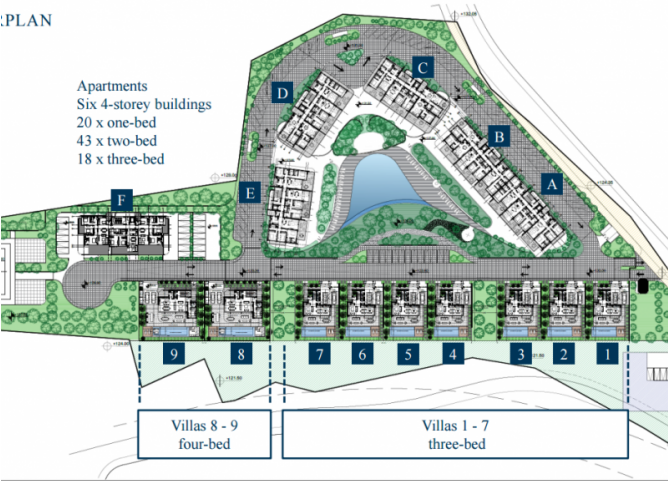 RPLAN
Apartments
Six 4-storey buildings
20 x one-bed
43 x two-bed
18 x three-bed
C
D
B
A
E
F
9
8
7
6
5
4
3
2
1
Villas 8 - 9
four-bed
Villas 1 - 7
three-bed